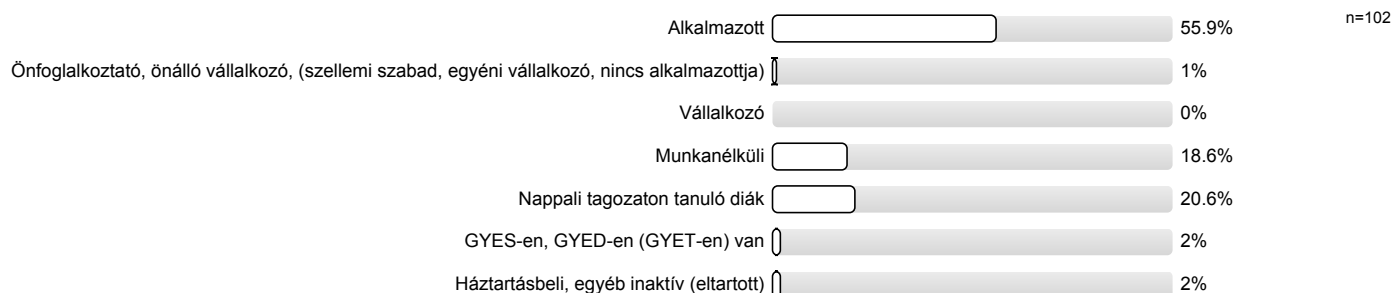 Alkalmazott 55.9% n=102
Önfoglalkoztató, önálló vállalkozó, (szellemi szabad, egyéni vállalkozó, nincs alkalmazottja) 1%
Vállalkozó 0%
Munkanélküli 18.6%
Nappali tagozaton tanuló diák 20.6%
GYES-en, GYED-en (GYET-en) van 2%
Háztartásbeli, egyéb inaktív (eltartott) 2%